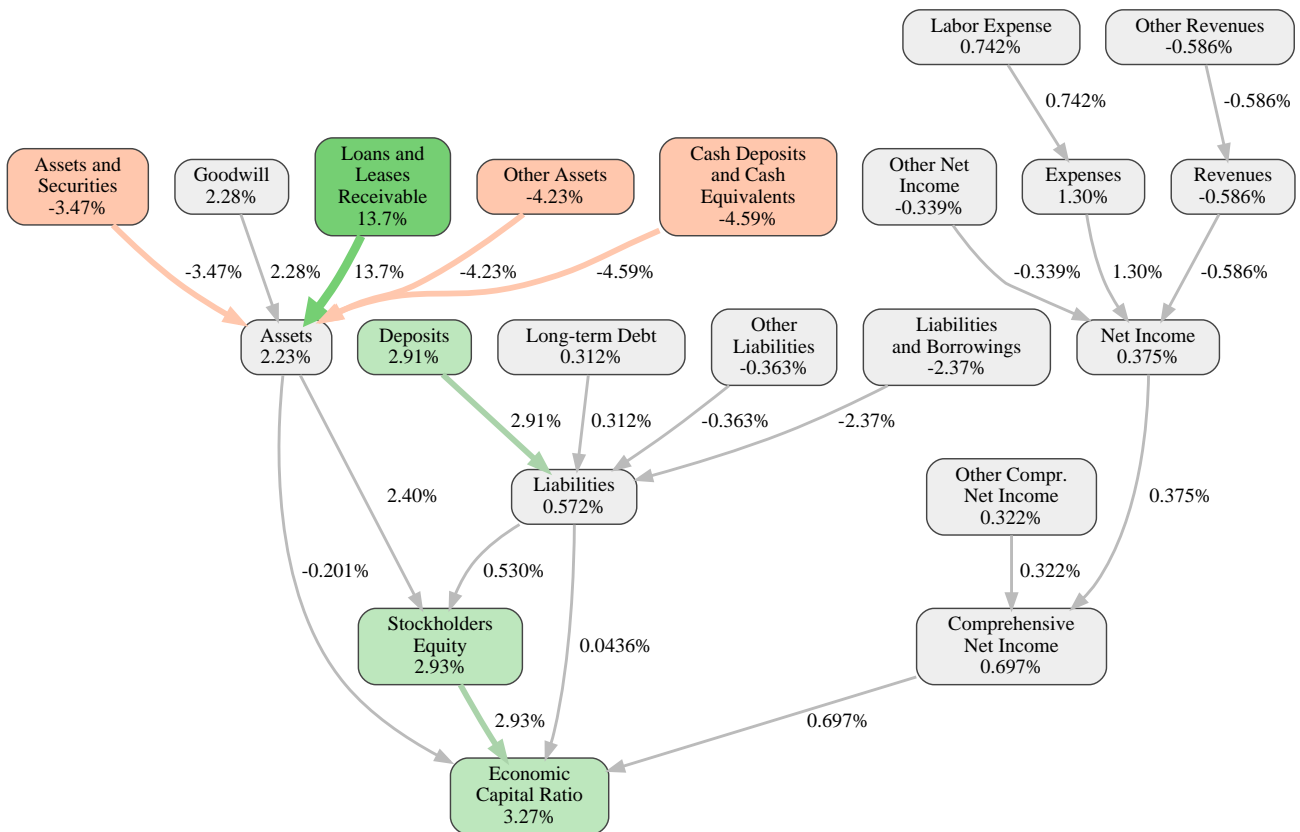 Labor Expense
0.742%
Other Revenues
-0.586%
0.742%
-0.586%
Assets and
Securities
-3.47%
Goodwill
2.28%
Loans and
Leases
Receivable
13.7%
Other Assets
-4.23%
Cash Deposits
and Cash
Equivalents
-4.59%
Other Net
Income
-0.339%
Expenses
1.30%
Revenues
-0.586%
-3.47%
2.28%
13.7%
-4.23%
-4.59%
-0.339%
1.30%
-0.586%
Assets
2.23%
Deposits
2.91%
Long-term Debt
0.312%
Other
Liabilities
-0.363%
Liabilities
and Borrowings
-2.37%
Net Income
0.375%
2.91%
0.312%
-0.363%
-2.37%
2.40%
Liabilities
0.572%
Other Compr.
Net Income
0.322%
0.375%
-0.201%
0.530%
0.322%
Stockholders
Equity
2.93%
0.0436%
Comprehensive
Net Income
0.697%
2.93%
0.697%
Economic
Capital Ratio
3.27%